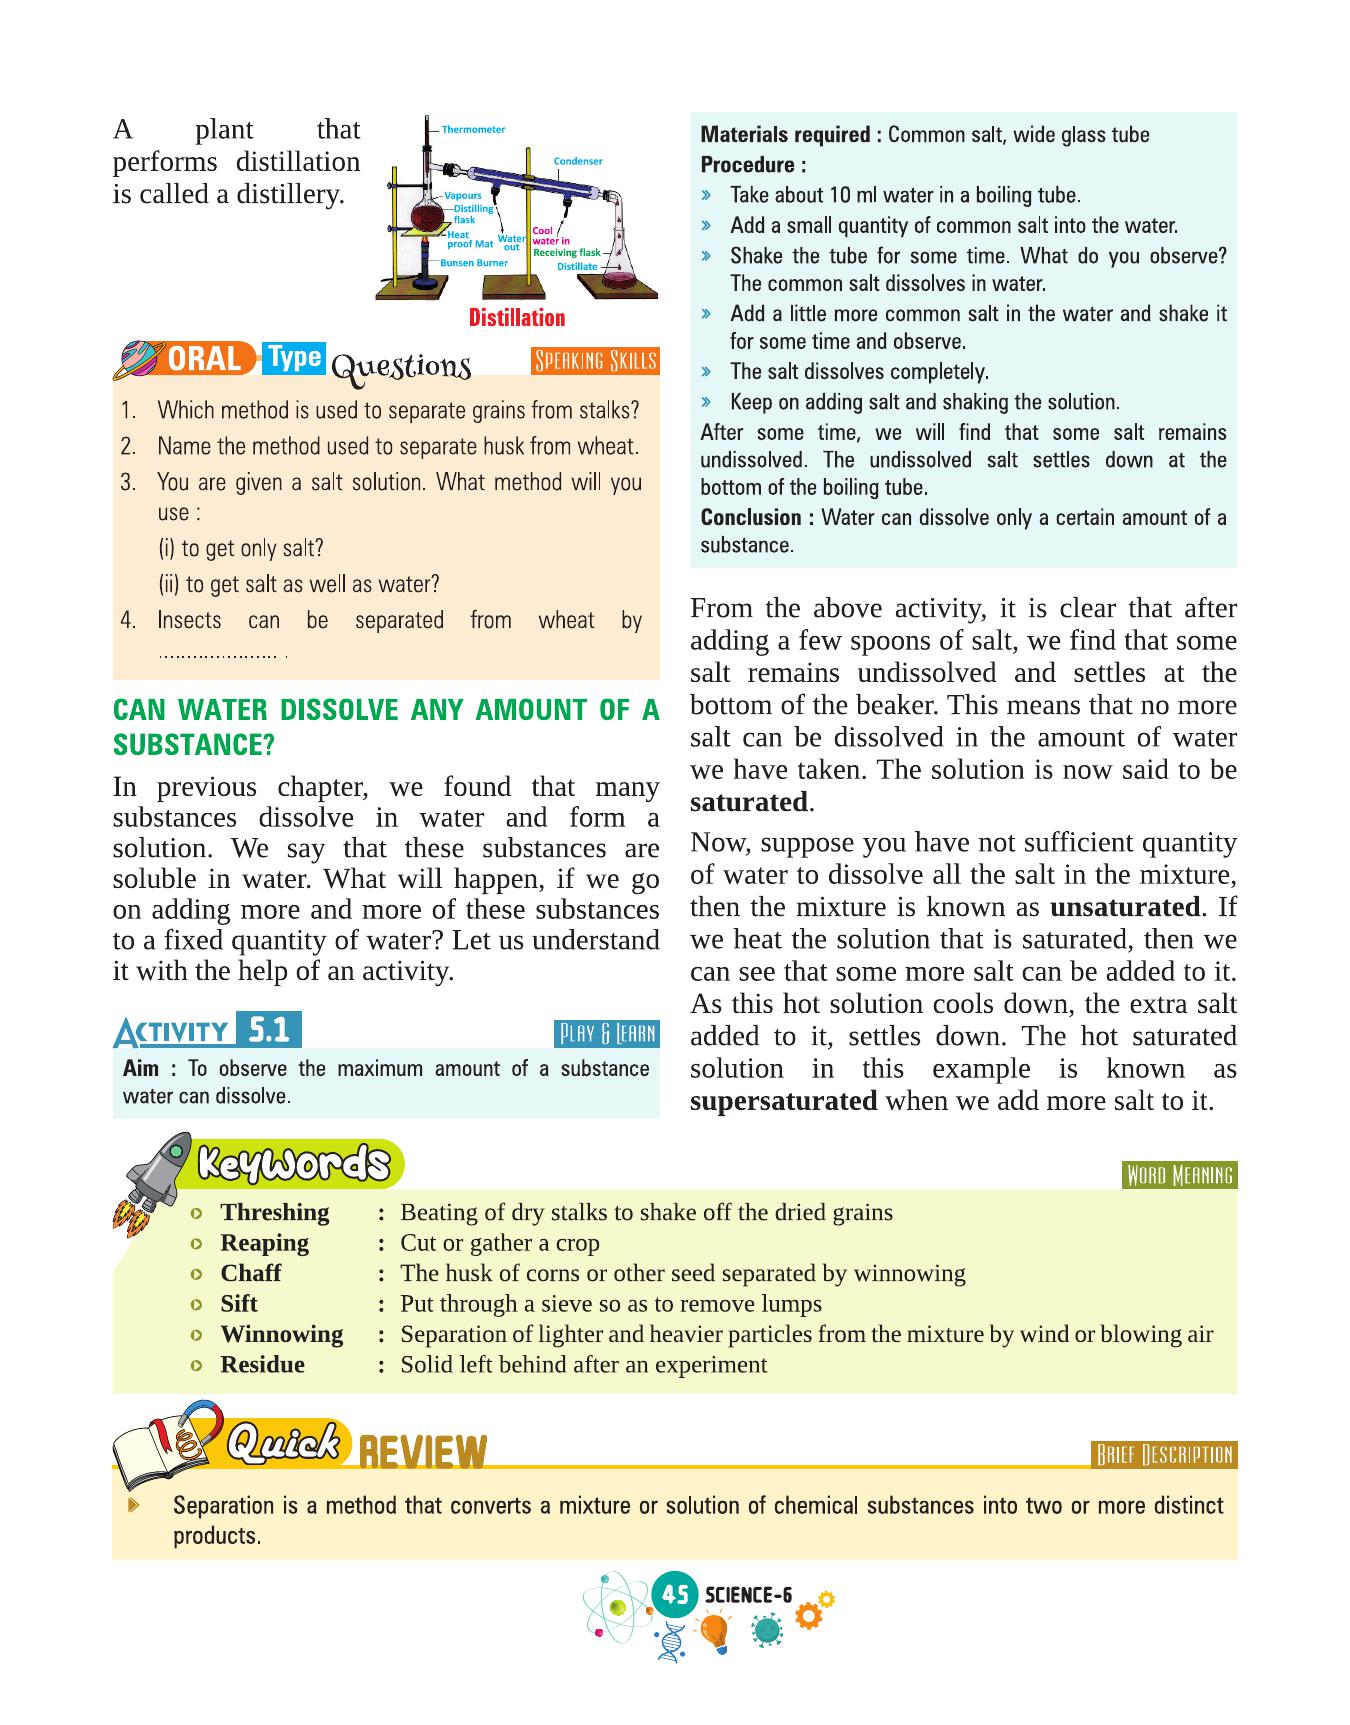 A plant that
performs distillation
is called a distillery.
Thermometer
Condenser
Vapours
Distilling
flask
Heat
proof Mat
Water
out
Cool
water in
Receiving flask
Bunsen Burner
Distillate
Distillation
ORAL Type Questions
SPEAKING SKILLS
1. Which method is used to separate grains from stalks?
2. Name the method used to separate husk from wheat.
3. You are given a salt solution. What method will you
use :
(i) to get only salt?
(ii) to get salt as well as water?
4. Insects can be separated from wheat by
..................... .
CAN WATER DISSOLVE ANY AMOUNT OF A
SUBSTANCE?
In previous chapter, we found that many
substances dissolve in water and form a
solution. We say that these substances are
soluble in water. What will happen, if we go
on adding more and more of these substances
to a fixed quantity of water? Let us understand
it with the help of an activity.
ACTIVITY 5.1
PLAY & LEARN
Aim : To observe the maximum amount of a substance
water can dissolve.
Materials required : Common salt, wide glass tube
Procedure :
» Take about 10 ml water in a boiling tube.
» Add a small quantity of common salt into the water.
» Shake the tube for some time. What do you observe?
The common salt dissolves in water.
» Add a little more common salt in the water and shake it
for some time and observe.
» The salt dissolves completely.
» Keep on adding salt and shaking the solution.
After some time, we will find that some salt remains
undissolved. The undissolved salt settles down at the
bottom of the boiling tube.
Conclusion : Water can dissolve only a certain amount of a
substance.
From the above activity, it is clear that after
adding a few spoons of salt, we find that some
salt remains undissolved and settles at the
bottom of the beaker. This means that no more
salt can be dissolved in the amount of water
we have taken. The solution is now said to be
saturated.
Now, suppose you have not sufficient quantity
of water to dissolve all the salt in the mixture,
then the mixture is known as unsaturated. If
we heat the solution that is saturated, then we
can see that some more salt can be added to it.
As this hot solution cools down, the extra salt
added to it, settles down. The hot saturated
solution in this example is known as
supersaturated when we add more salt to it.
KeyWords
WORD MEANING
Threshing : Beating of dry stalks to shake off the dried grains
Reaping : Cut or gather a crop
Chaff : The husk of corns or other seed separated by winnowing
Sift : Put through a sieve so as to remove lumps
Winnowing : Separation of lighter and heavier particles from the mixture by wind or blowing air
Residue : Solid left behind after an experiment
Quick REVIEW
BRIEF DESCRIPTION
Separation is a method that converts a mixture or solution of chemical substances into two or more distinct
products.
45 SCIENCE-6